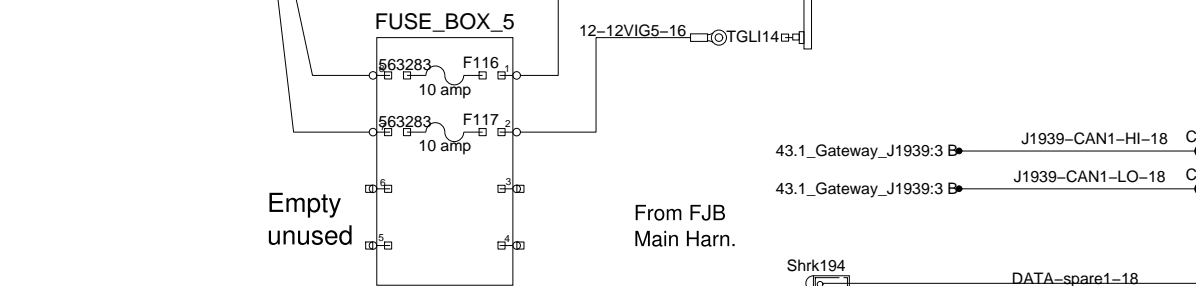 FUSE_BOX_5
12−12VIG5−16
TGLI14
563283
F116
1
10 amp
563283
F117
2
10 amp
J1939−CAN1−HI−18
C
43.1_Gateway_J1939:3 B
J1939−CAN1−LO−18
C
43.1_Gateway_J1939:3 B
6
3
Empty
unused
From FJB
Main Harn.
5
4
Shrk194
DATA−spare1−18